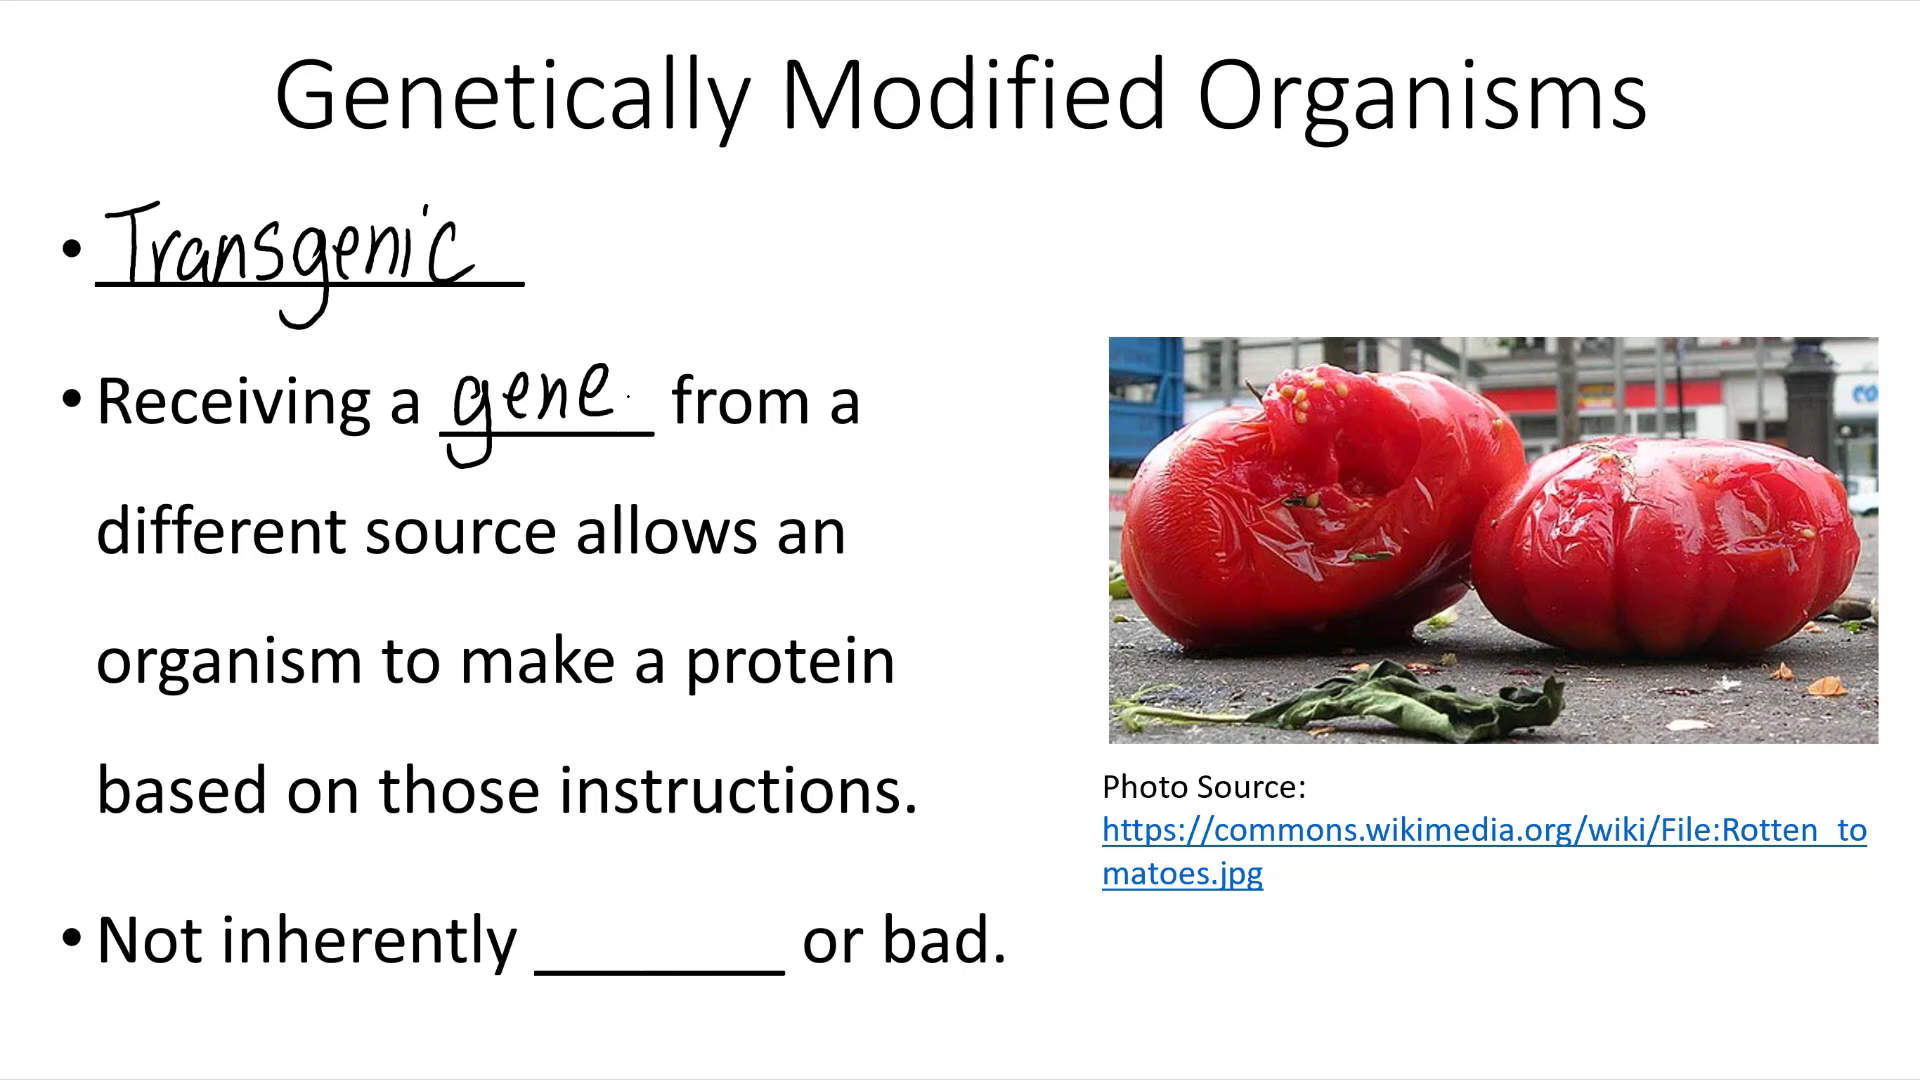 Genetically Modified Organisms
• Transgenic
• Receiving a gene from a
different source allows an
organism to make a protein
based on those instructions.
• Not inherently ________ or bad.
Photo Source:
https://commons.wikimedia.org/wiki/File:Rotten_to
matoes.jpg